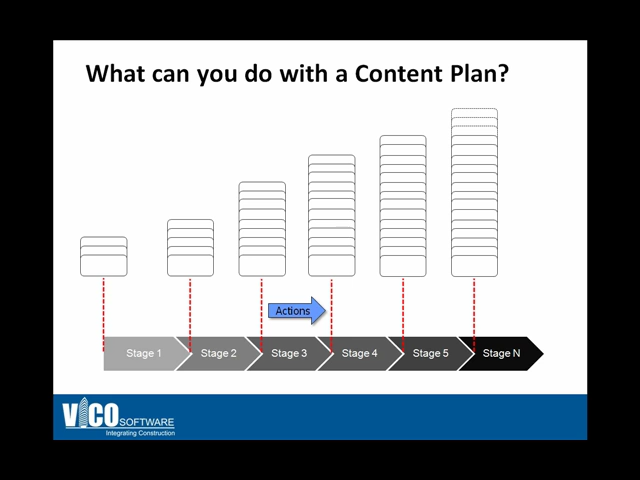 What can you do with a Content Plan?
Actions
Stage 1
Stage 2
Stage 3
Stage 4
Stage 5
Stage N
VICO SOFTWARE
Integrating Construction